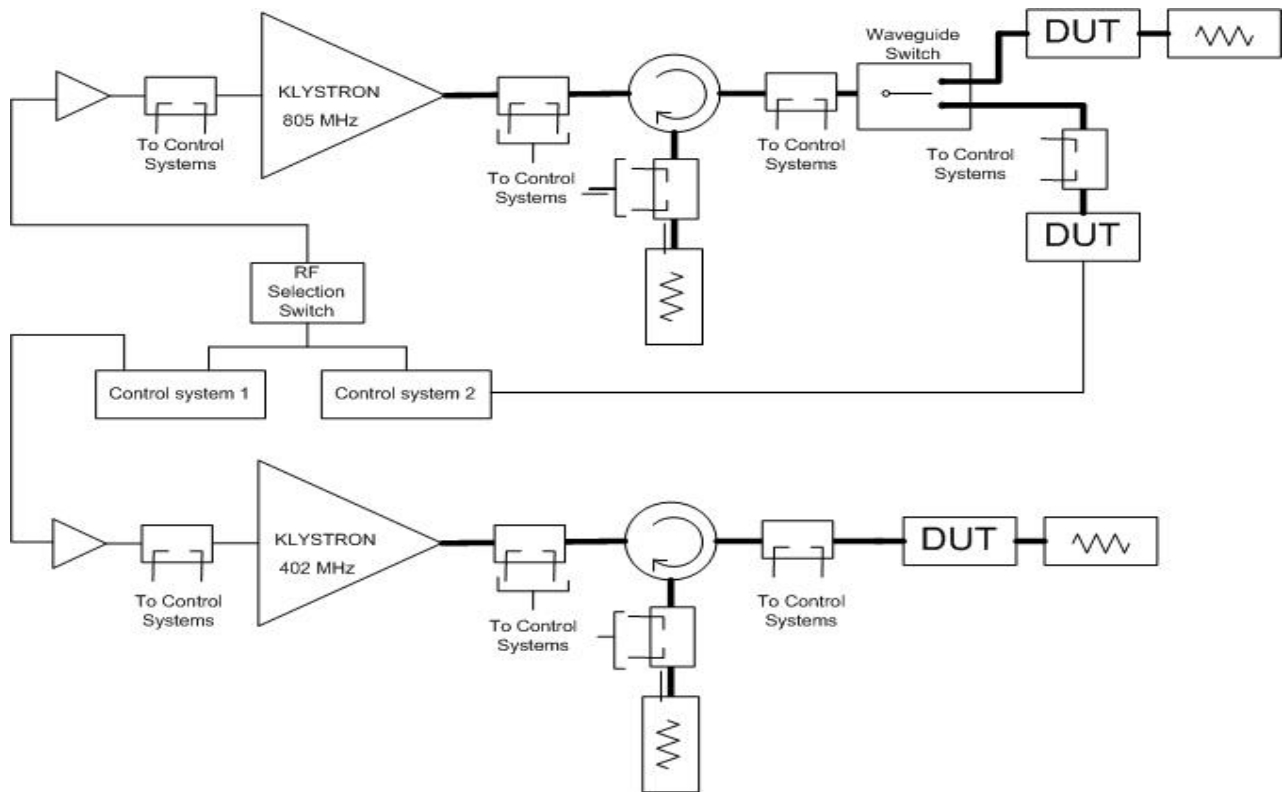 DUT
Waveguide
Switch
KLYSTRON
805 MHz
To Control
Systems
To Control
Systems
To Control
Systems
To Control
Systems
DUT
RF
Selection
Switch
Control system 1
Control system 2
KLYSTRON
402 MHz
DUT
To Control
Systems
To Control
Systems
To Control
Systems